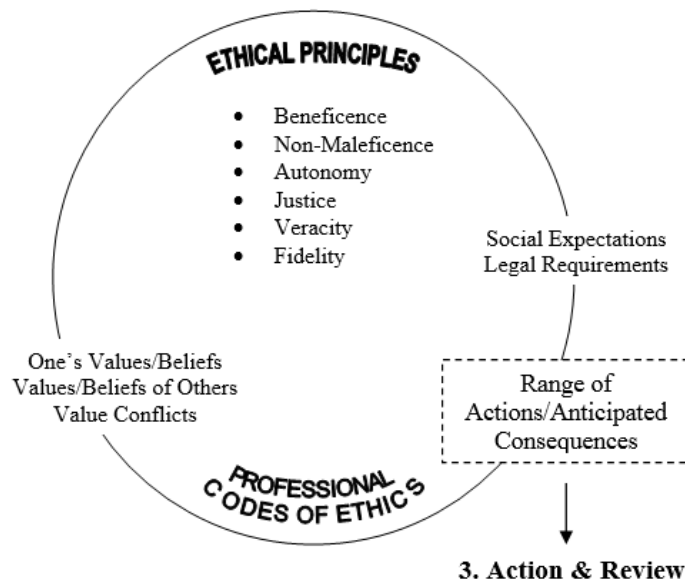 ETHICAL PRINCIPLES
• Beneficence
• Non-Maleficence
• Autonomy
• Justice
• Veracity
• Fidelity
Social Expectations
Legal Requirements
One's Values/Beliefs
Values/Beliefs of Others
Value Conflicts
Range of
Actions/Anticipated
Consequences
PROFESSIONAL
CODES OF ETHICS
3. Action & Review